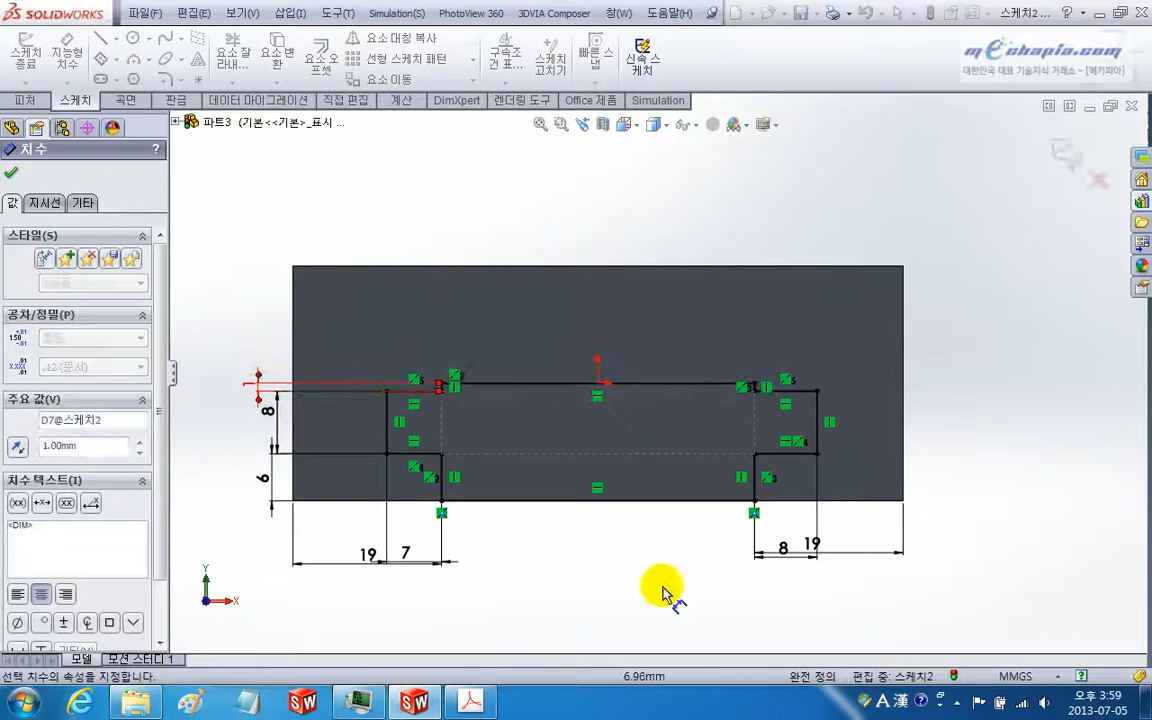 SOLIDWORKS 파일(F) 편집(E) 보기(V) 삽입(I) 도구(T) Simulation(S) PhotoView 360 3DVIA Composer 창(W) 도움말(H) 스케치2 ...
스케치 종료 지능형 치수 요소 잘라내... 요소 변환 요소 오프셋 요소 대칭 복사 선형 스케치 패턴 요소 이동 구속조건 표... 스케치 고치기 빠른 스냅 신속 스케치
mechapia.com
대한민국 대표 기술지식 거래소 - [메카피아]
피처 스케치 곡면 판금 데이터 마이그레이션 직접 편집 계산 DimXpert 렌더링 도구 Office 제품 Simulation
파트3 (기본<<기본>_표시 ...
치수 ?
값 지시선 기타
스타일(S)
공차/정밀(P)
.12 (문서)
주요 값(V)
D7@스케치2
1.00mm
치수 텍스트(I)
<DIM>
8
6
19 7
8 19
Y
X
모델 모션 스터디 1
선택 치수의 속성을 지정합니다. 6.96mm 완전 정의 편집 중: 스케치2 MMGS
A 漢
오후 3:59
2013-07-05